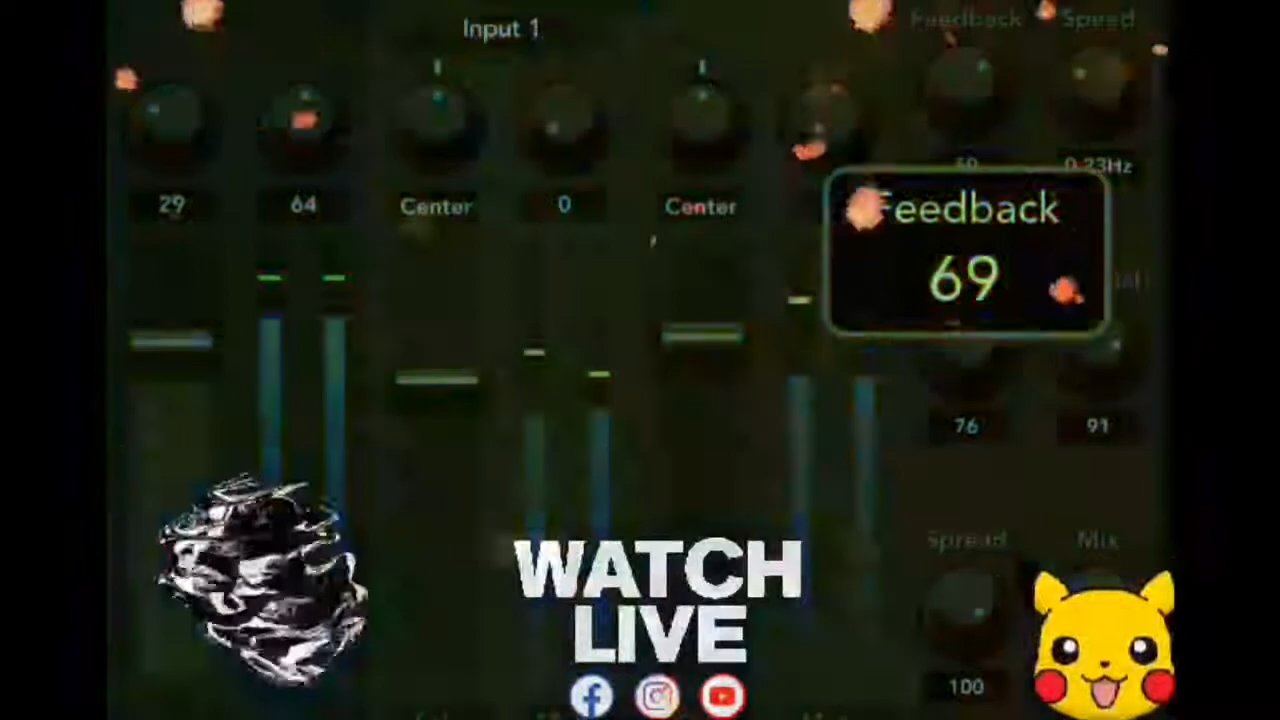 Feedback Speed
Input 1
59 0.23Hz
29 64 Center 0 Center
Feedback
69
76 91
WATCH
LIVE
Spread Mix
100